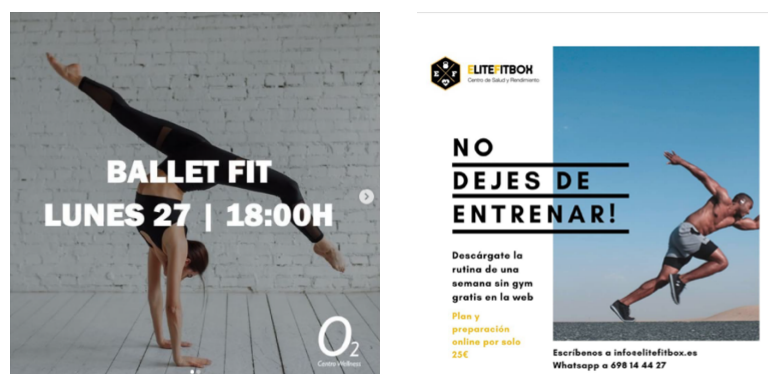 BALLET FIT
LUNES 27 | 18:00H
O2
Centro Wellness
E F
ELITEFITBOX
Centro de Salud y Rendimiento
NO
DEJES DE
ENTRENAR!
Descárgate la
rutina de una
semana sin gym
gratis en la web
Plan y
preparación
online por solo
25€
Escríbenos a info@elitefitbox.es
Whatsapp a 698 14 44 27